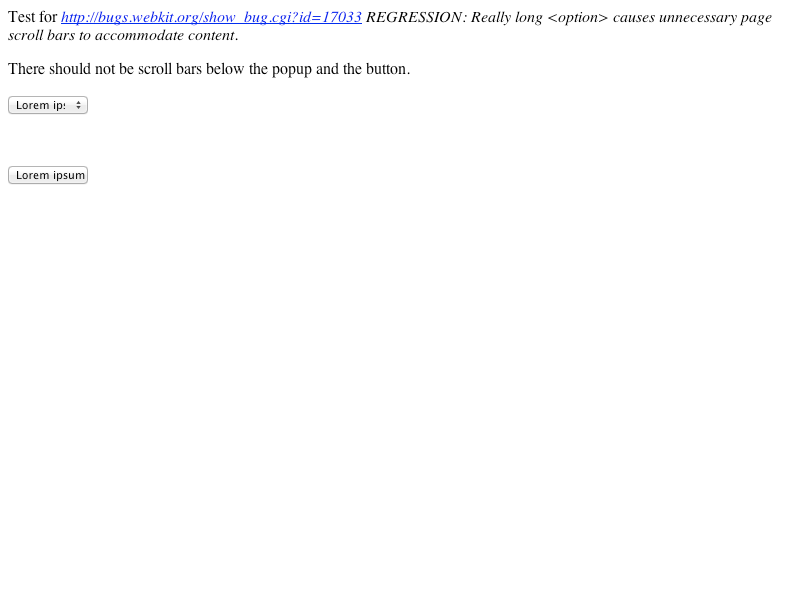 Test for http://bugs.webkit.org/show_bug.cgi?id=17033 REGRESSION: Really long <option> causes unnecessary page
scroll bars to accommodate content.
There should not be scroll bars below the popup and the button.
Lorem ip
Lorem ipsum